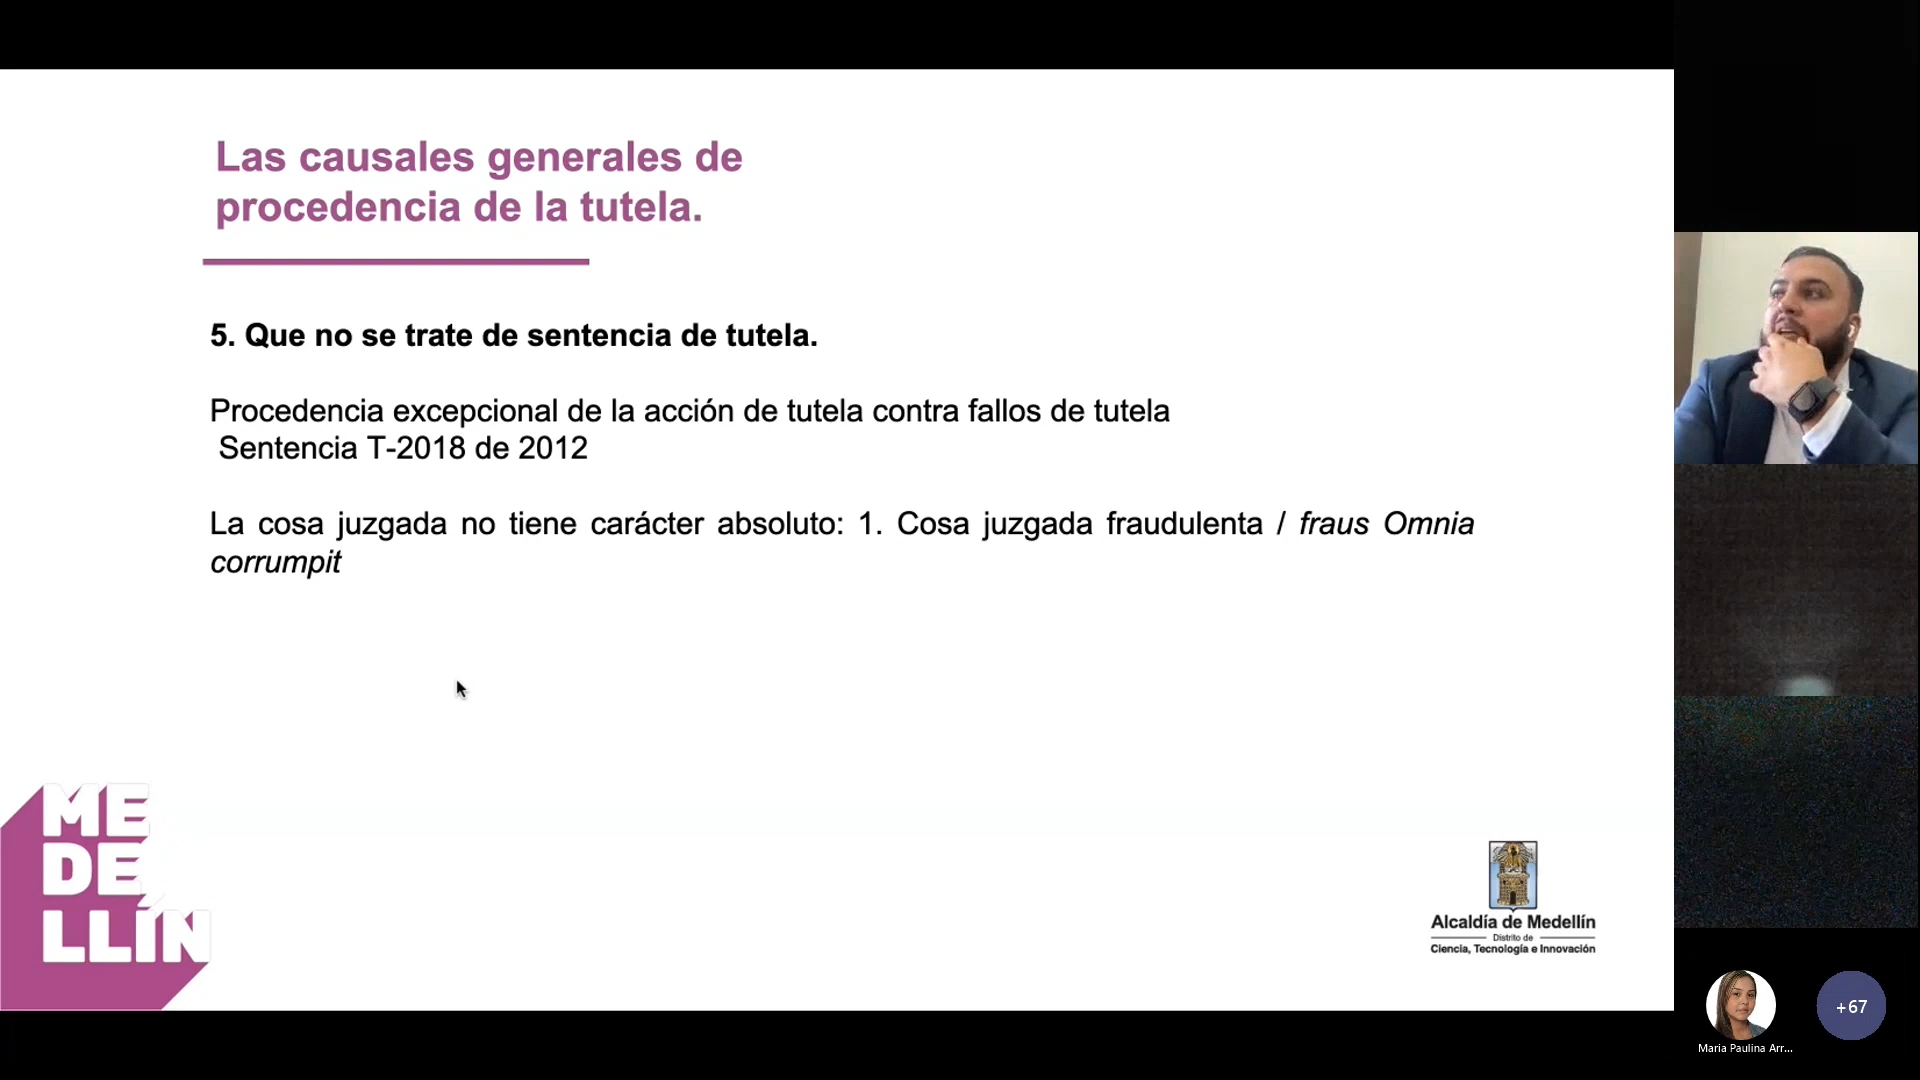 Las causales generales de
procedencia de la tutela.
5. Que no se trate de sentencia de tutela.
Procedencia excepcional de la acción de tutela contra fallos de tutela
Sentencia T-2018 de 2012
La cosa juzgada no tiene carácter absoluto: 1. Cosa juzgada fraudulenta / fraus Omnia
corrumpit
ME
DE
LLÍN
Alcaldía de Medellín
Distrito de
Ciencia, Tecnología e Innovación
+67
Maria Paulina Arr...